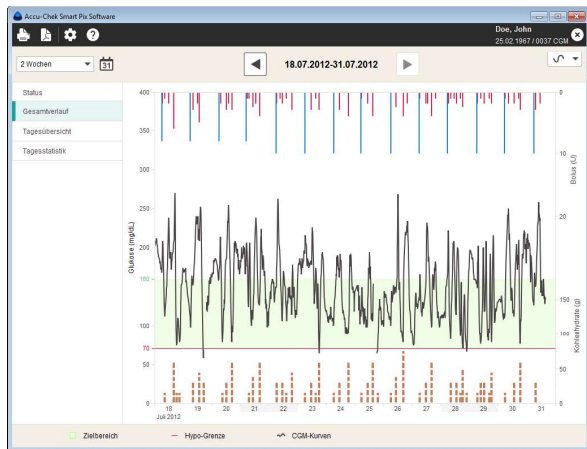 Accu-Chek Smart Pix Software
Doe, John
25.02.1967 / 0037 CGM
2 Wochen
31
18.07.2012-31.07.2012
Status
Gesamtverlauf
Tagesübersicht
Tagesstatistik
Glukose (mg/dL)
400
350
300
250
200
160
100
70
50
0
0
10
20
Bolus (U)
150
100
50
0
Kohlenhydrate (g)
18 19 20 21 22 23 24 25 26 27 28 29 30 31
Juli 2012
Zielbereich
Hypo-Grenze
CGM-Kurven